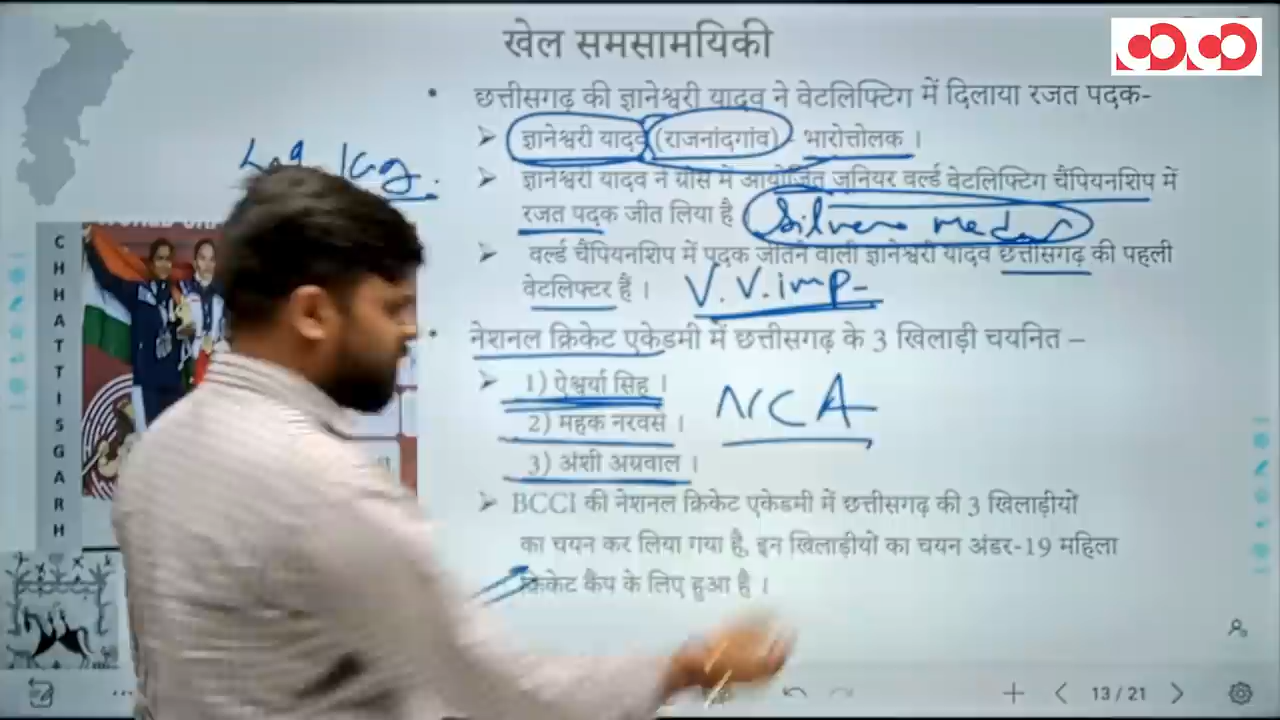 खेल समसामयिकी
छत्तीसगढ़ की ज्ञानेश्वरी यादव ने वेटलिफ्टिग में दिलाया रजत पदक-
ज्ञानेश्वरी यादव (राजनांदगांव) - भारोत्तोलक ।
ज्ञानेश्वरी यादव ने ग्रीस में आयोजित जूनियर वर्ल्ड वेटलिफ्टिग चैंपियनशिप में
रजत पदक जीत लिया है
वर्ल्ड चैंपियनशिप में पदक जीतने वाली ज्ञानेश्वरी यादव छत्तीसगढ़ की पहली
वेटलिफ्टर हैं ।
V.V.imp-
नेशनल क्रिकेट एकेडमी में छत्तीसगढ़ के 3 खिलाड़ी चयनित –
1) ऐश्वर्या सिंह ।
NCA
2) महक नरवसे ।
3) अंशी अग्रवाल ।
BCCI की नेशनल क्रिकेट एकेडमी में छत्तीसगढ़ की 3 खिलाड़ीयो
का चयन कर लिया गया है, इन खिलाड़ीयों का चयन अंडर-19 महिला
क्रिकेट कैंप के लिए हुआ है ।
CHHATTISGARH
13 / 21